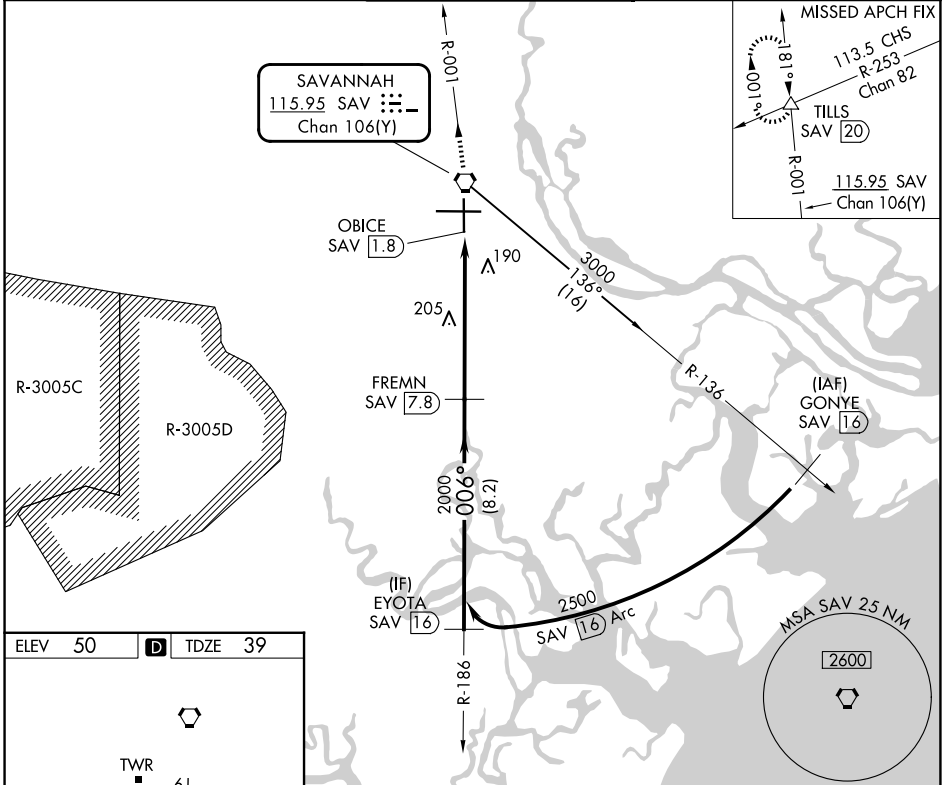 MISSED APCH FIX
181°
001°
113.5 CHS
R-253
Chan 82
TILLS
SAV 20
R-001
115.95 SAV
Chan 106(Y)
R-001
SAVANNAH
115.95 SAV
Chan 106(Y)
OBICE
SAV 1.8
190
205
3000
136°
(16)
R-136
R-3005C
R-3005D
FREMN
SAV 7.8
(IAF)
GONYE
SAV 16
2000
006°
(8.2)
(IF)
EYOTA
SAV 16
2500
SAV 16 Arc
R-186
MSA SAV 25 NM
2600
ELEV 50 D TDZE 39
TWR